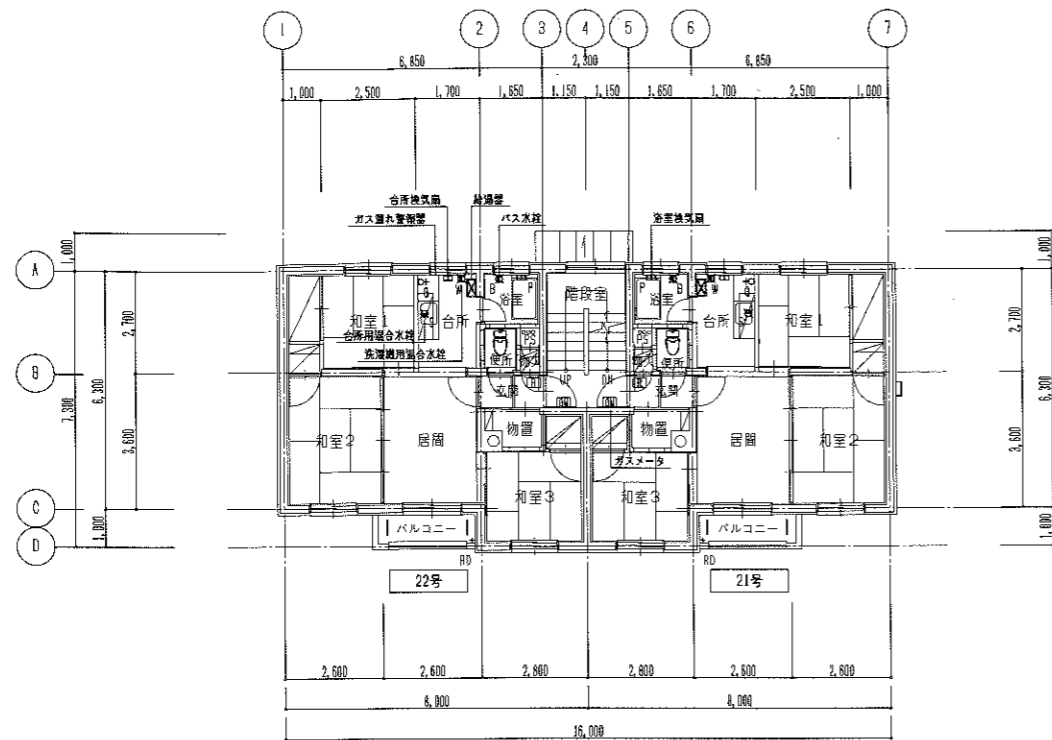 1 2 3 4 5 6 7
6,850 2,300 6,850
1,000 2,500 1,700 1,650 1,150 1,150 1,650 1,700 2,500 1,000
台所換気扇 給湯器
ガス漏れ警報器 バス水栓 浴室換気扇
A
1,000 1,000
B P 階段室 P B
浴室 浴室
和室1 台所 台所 和室1
2,700 2,700
台所用混合水栓 PS PS
洗濯機用混合水栓 便所 便所
B
UP DN
玄関 玄関
7,300 6,300 6,300
3,600 3,600
和室2 居間 物置 物置 居間 和室2
ガスメータ
和室3 和室3
C
バルコニー バルコニー
1,000 1,000
D
RD RD
22号 21号
2,600 2,600 2,800 2,800 2,600 2,600
8,000 8,000
16,000